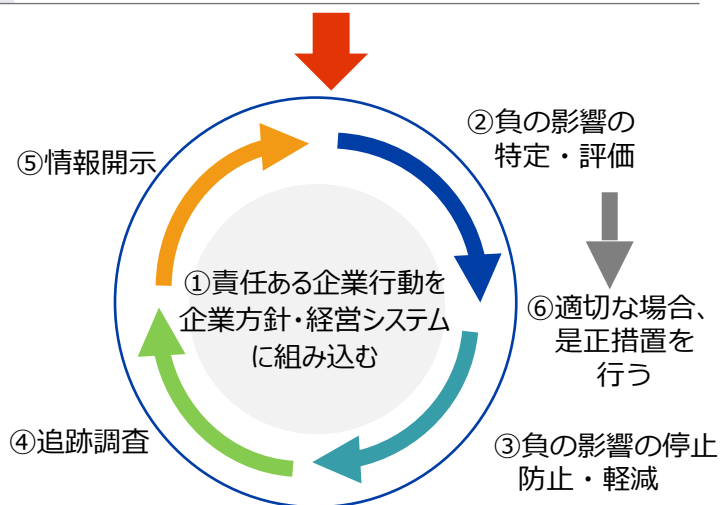 ②負の影響の
特定・評価
⑤情報開示
①責任ある企業行動を
企業方針・経営システム
に組み込む
⑥適切な場合、
是正措置を
行う
④追跡調査
③負の影響の停止
防止・軽減